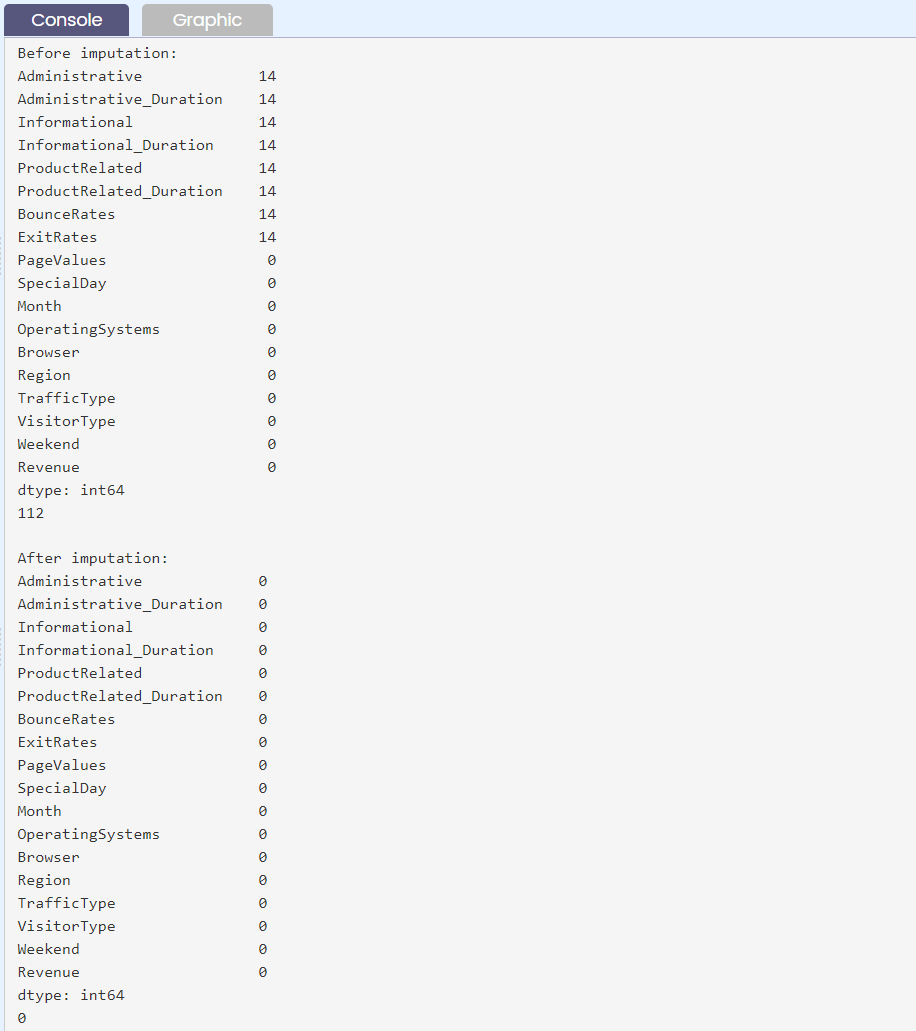 Console Graphic
Before imputation:
Administrative 14
Administrative_Duration 14
Informational 14
Informational_Duration 14
ProductRelated 14
ProductRelated_Duration 14
BounceRates 14
ExitRates 14
PageValues 0
SpecialDay 0
Month 0
OperatingSystems 0
Browser 0
Region 0
TrafficType 0
VisitorType 0
Weekend 0
Revenue 0
dtype: int64
112
After imputation:
Administrative 0
Administrative_Duration 0
Informational 0
Informational_Duration 0
ProductRelated 0
ProductRelated_Duration 0
BounceRates 0
ExitRates 0
PageValues 0
SpecialDay 0
Month 0
OperatingSystems 0
Browser 0
Region 0
TrafficType 0
VisitorType 0
Weekend 0
Revenue 0
dtype: int64
0